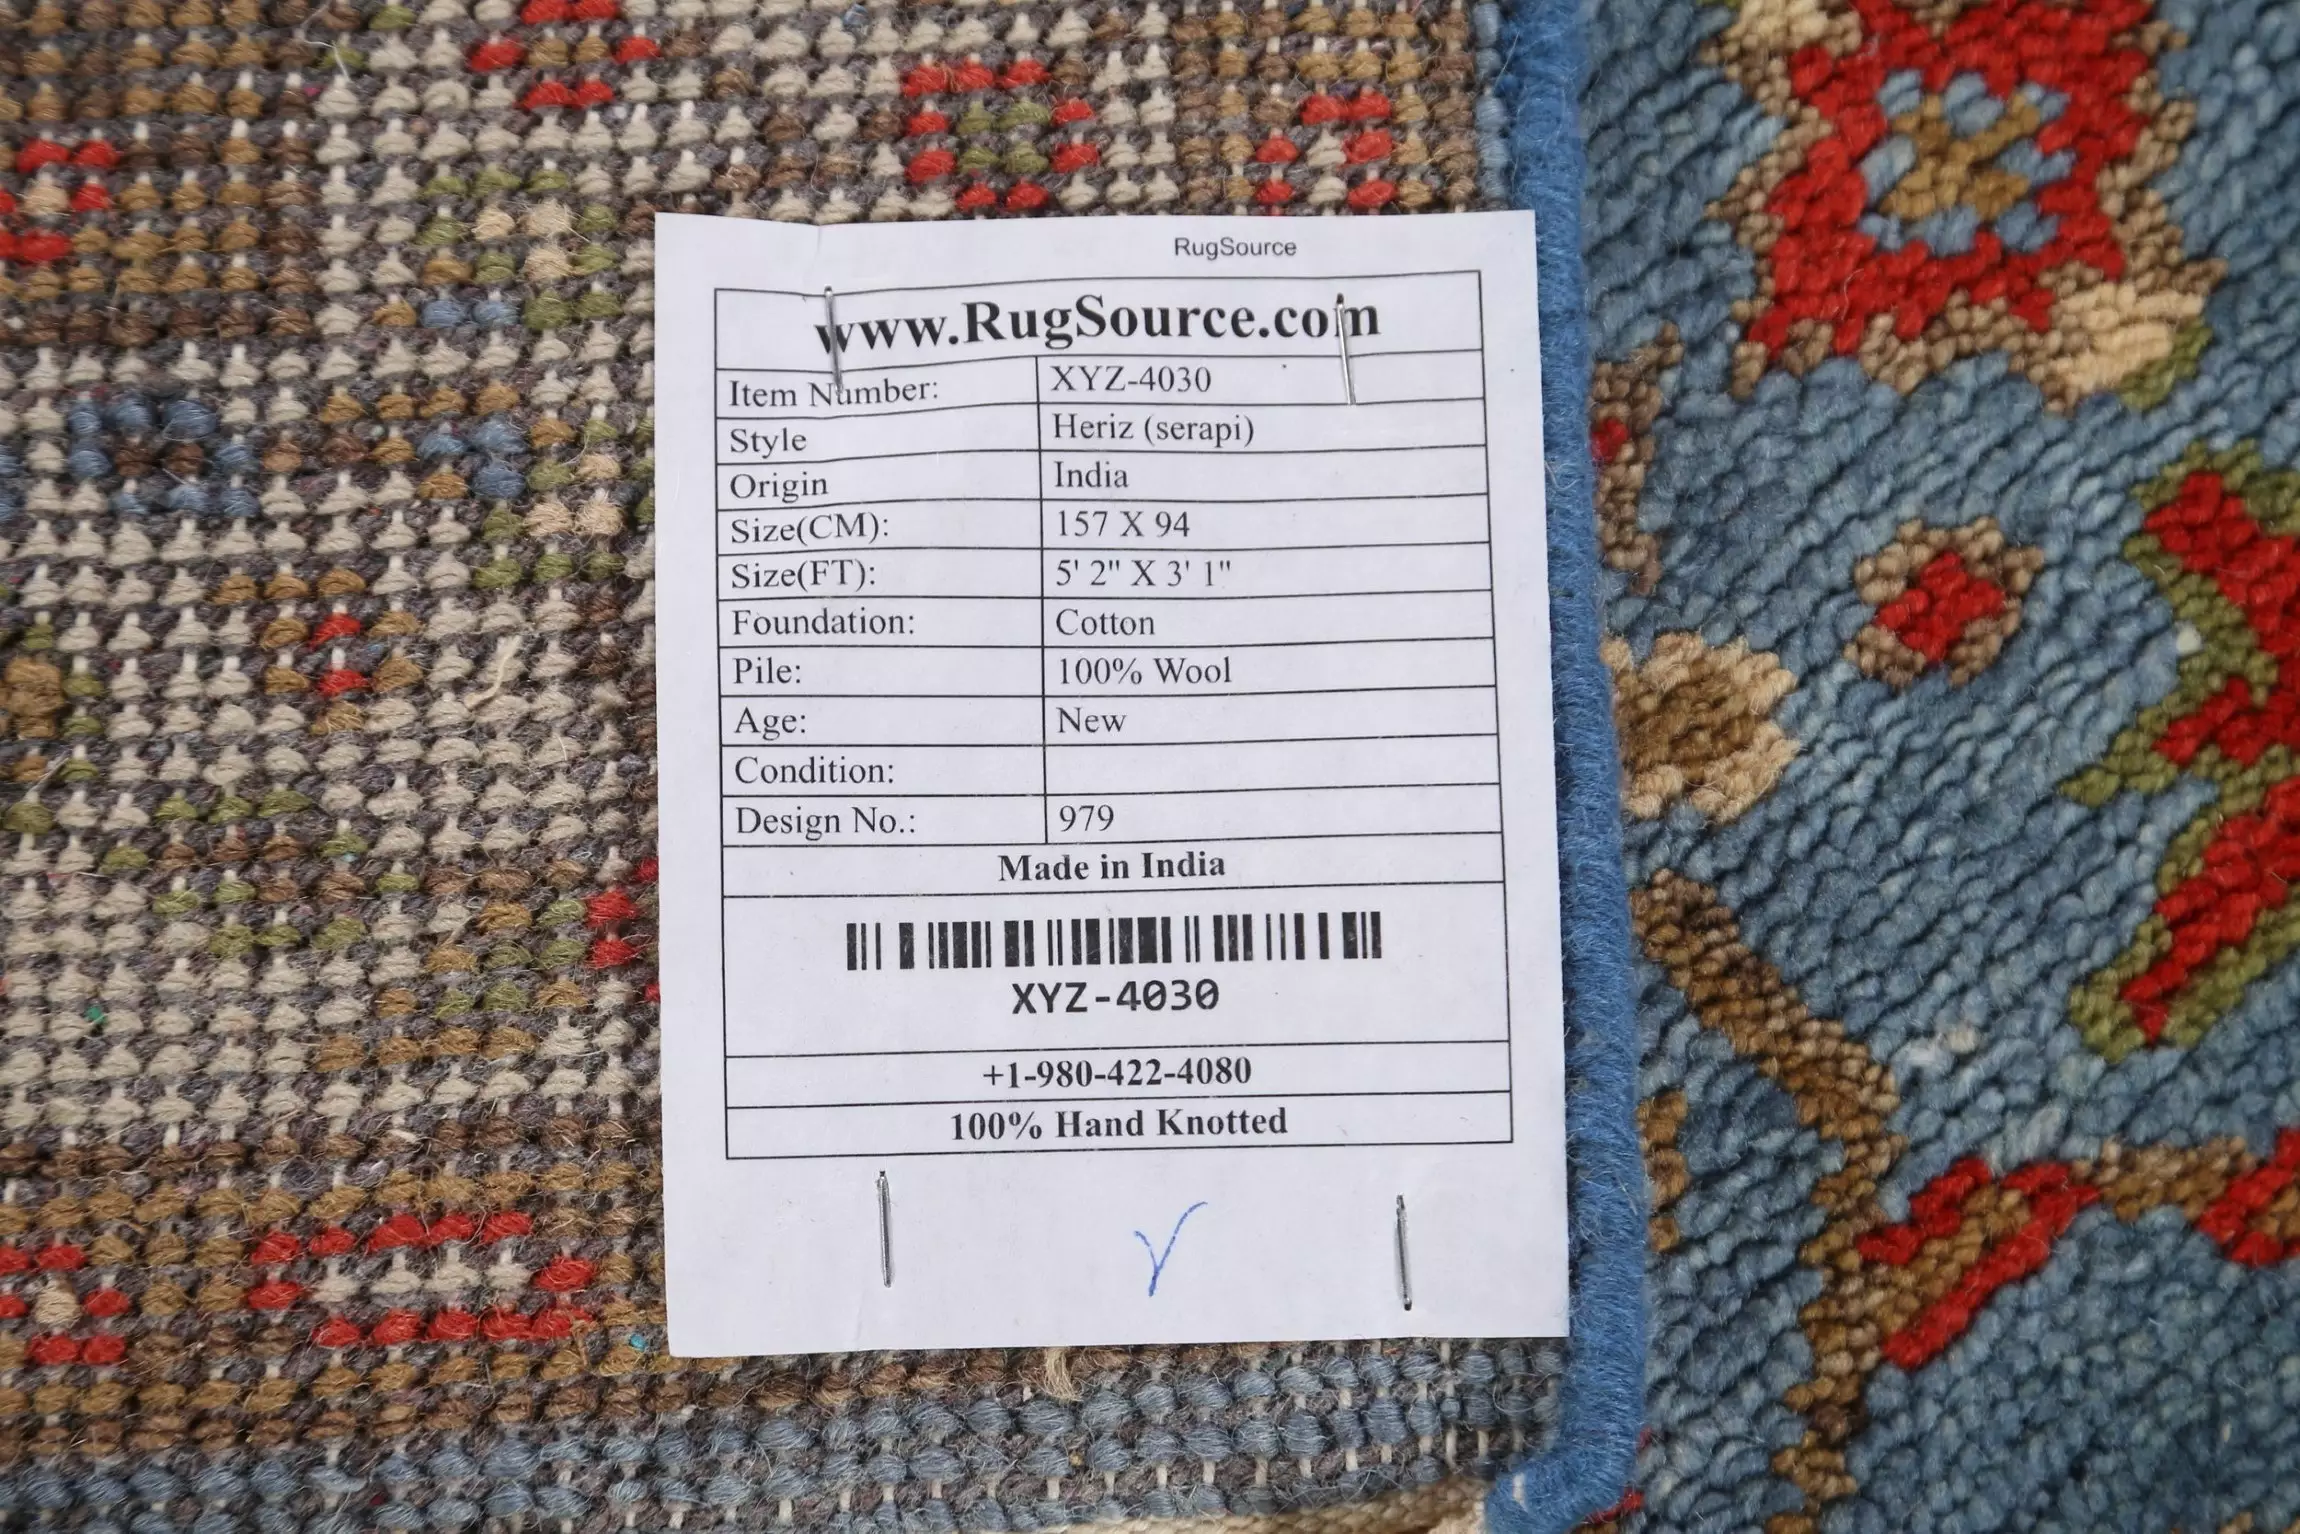 RugSource
www.RugSource.com
Item Number: XYZ-4030
Style Heriz (serapi)
Origin India
Size(CM): 157 X 94
Size(FT): 5' 2" X 3' 1"
Foundation: Cotton
Pile: 100% Wool
Age: New
Condition:
Design No.: 979
Made in India
XYZ-4030
+1-980-422-4080
100% Hand Knotted